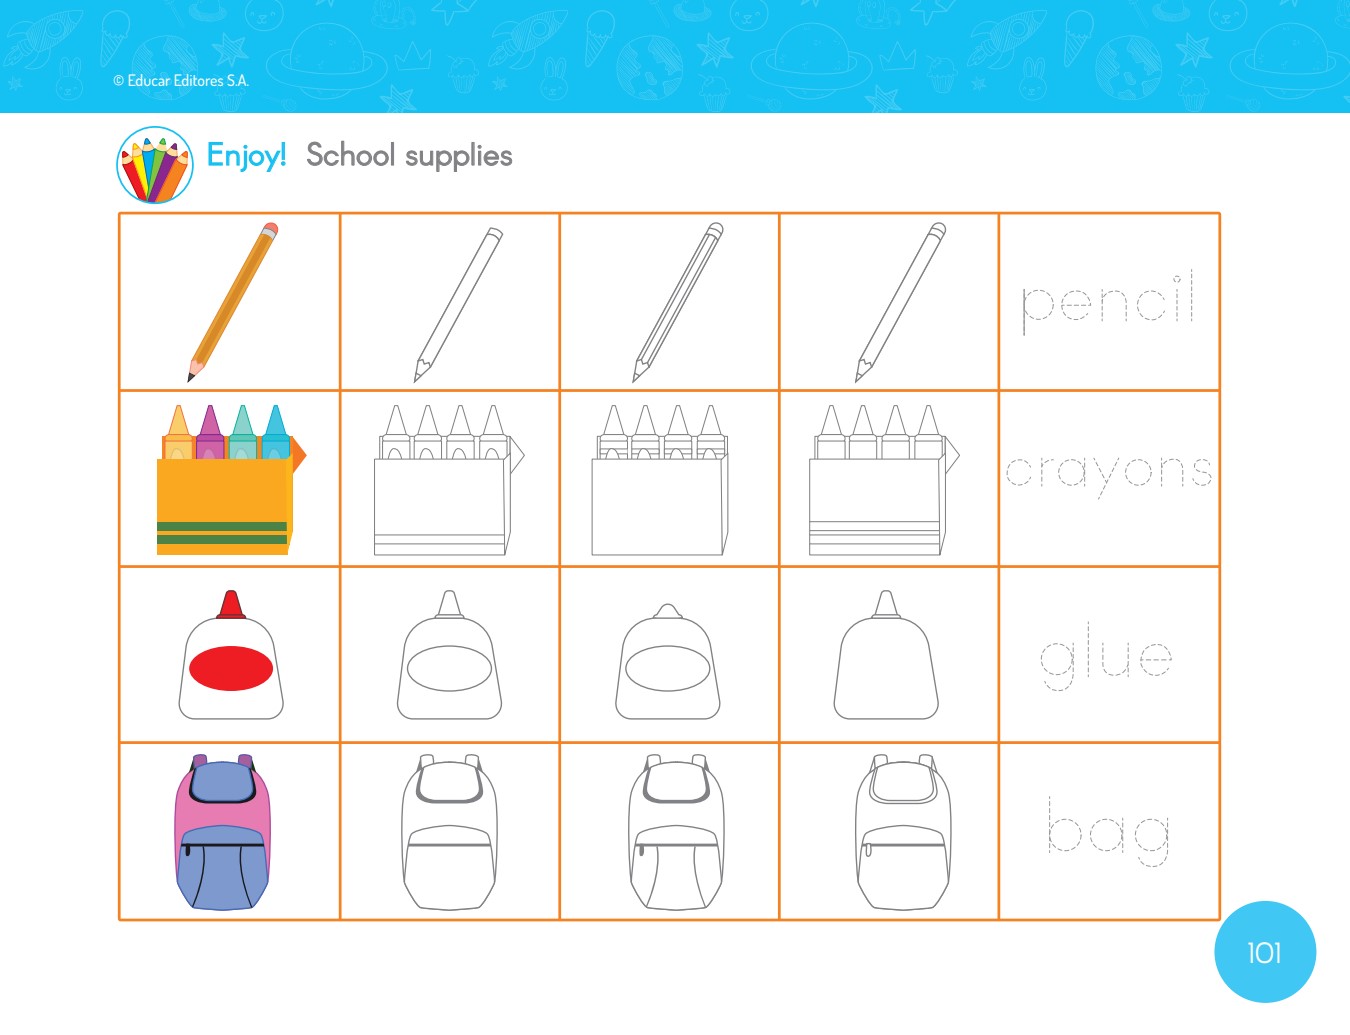 © Educar Editores S.A.
Enjoy! School supplies
pencil
crayons
glue
bag
101